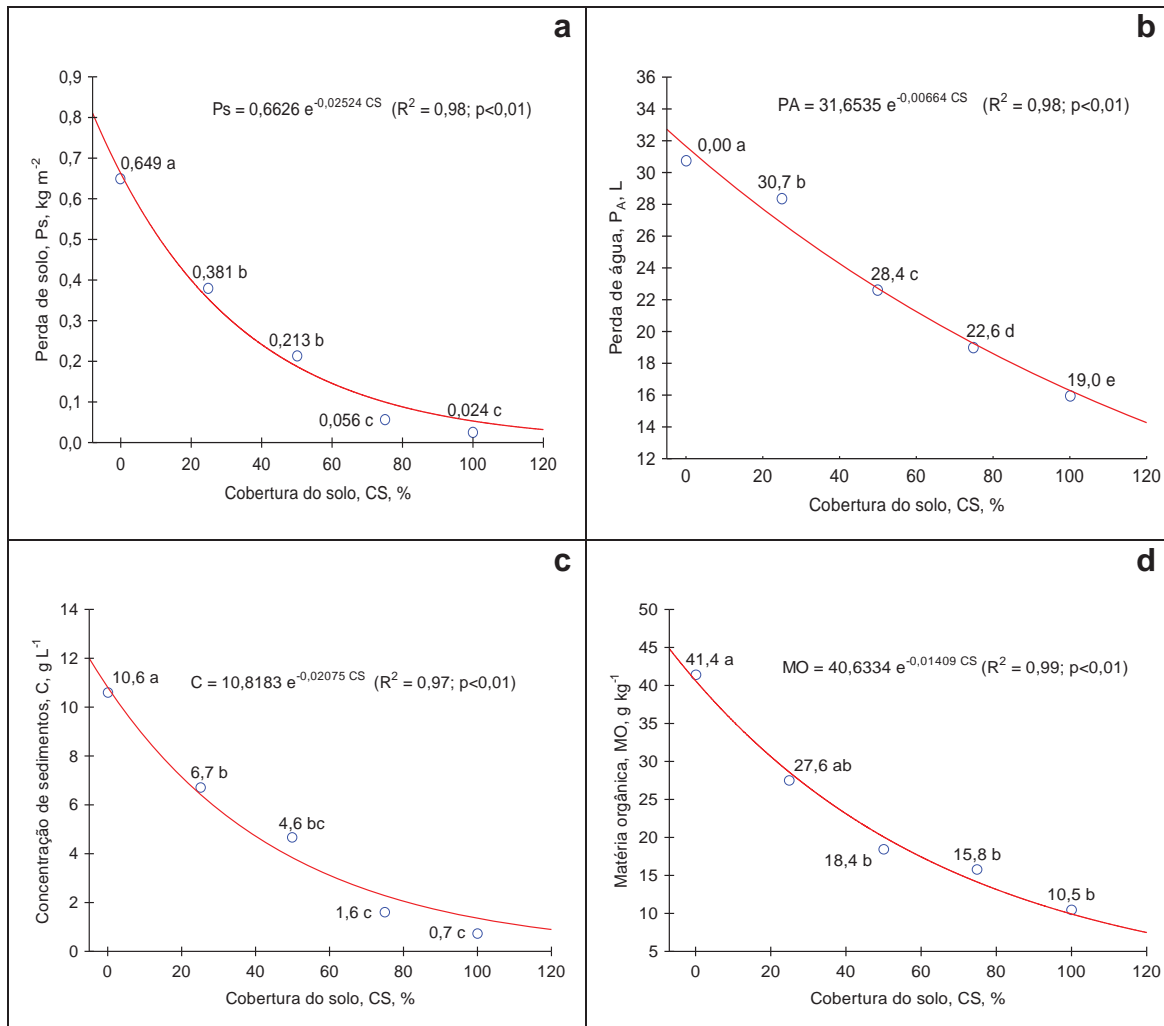 a
Ps = 0,6626 e^-0,02524 CS (R² = 0,98; p<0,01)
Perda de solo, Ps, kg m⁻²
0,9
0,8
0,7
0,6
0,5
0,4
0,3
0,2
0,1
0,0
0,649 a
0,381 b
0,213 b
0,056 c
0,024 c
0 20 40 60 80 100 120
Cobertura do solo, CS, %
b
PA = 31,6535 e^-0,00664 CS (R² = 0,98; p<0,01)
Perda de água, P_A, L
36
34
32
30
28
26
24
22
20
18
16
14
12
0,00 a
30,7 b
28,4 c
22,6 d
19,0 e
0 20 40 60 80 100 120
Cobertura do solo, CS, %
c
C = 10,8183 e^-0,02075 CS (R² = 0,97; p<0,01)
Concentração de sedimentos, C, g L⁻¹
14
12
10
8
6
4
2
0
10,6 a
6,7 b
4,6 bc
1,6 c
0,7 c
0 20 40 60 80 100 120
Cobertura do solo, CS, %
d
MO = 40,6334 e^-0,01409 CS (R² = 0,99; p<0,01)
Matéria orgânica, MO, g kg⁻¹
50
45
40
35
30
25
20
15
10
5
41,4 a
27,6 ab
18,4 b
15,8 b
10,5 b
0 20 40 60 80 100 120
Cobertura do solo, CS, %